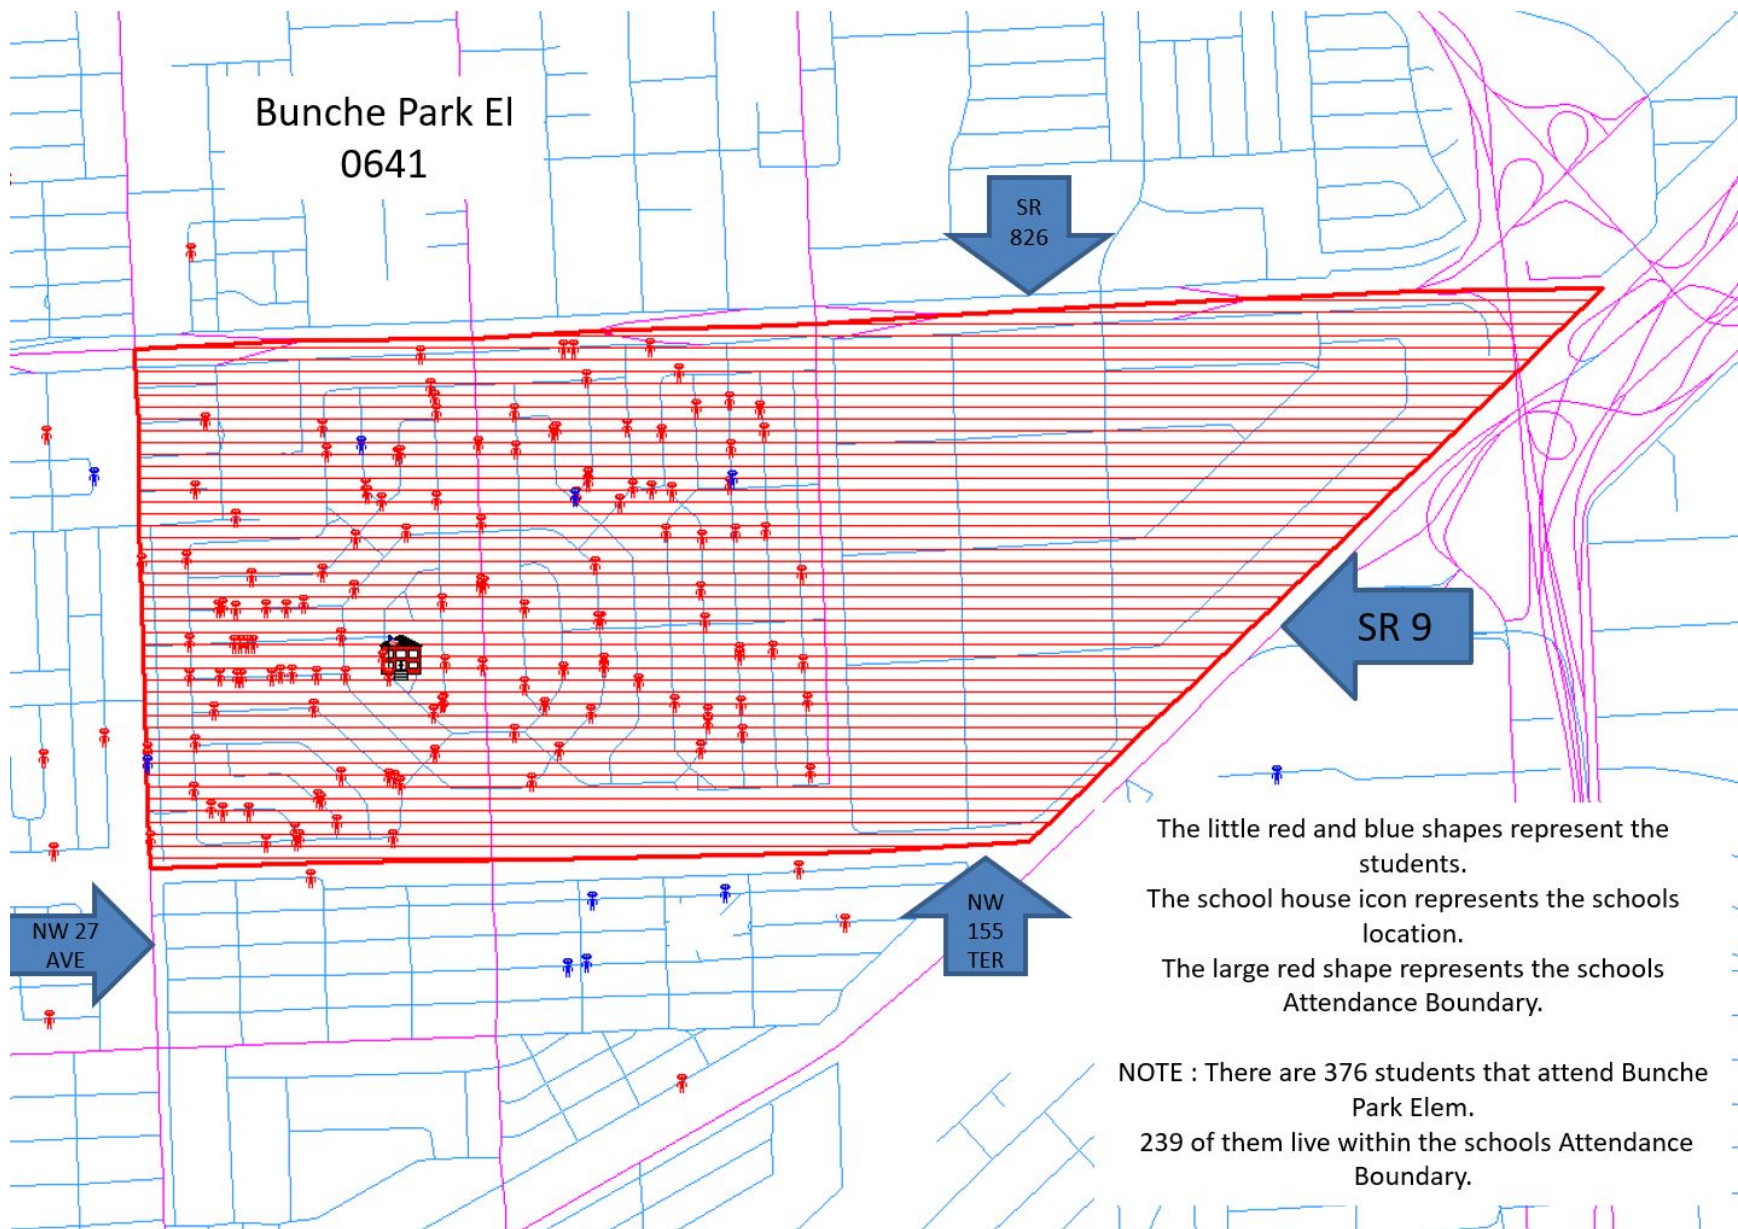 Bunche Park El
0641
SR
826
SR 9
NW 27
AVE
NW
155
TER
The little red and blue shapes represent the
students.
The school house icon represents the schools
location.
The large red shape represents the schools
Attendance Boundary.
NOTE : There are 376 students that attend Bunche
Park Elem.
239 of them live within the schools Attendance
Boundary.